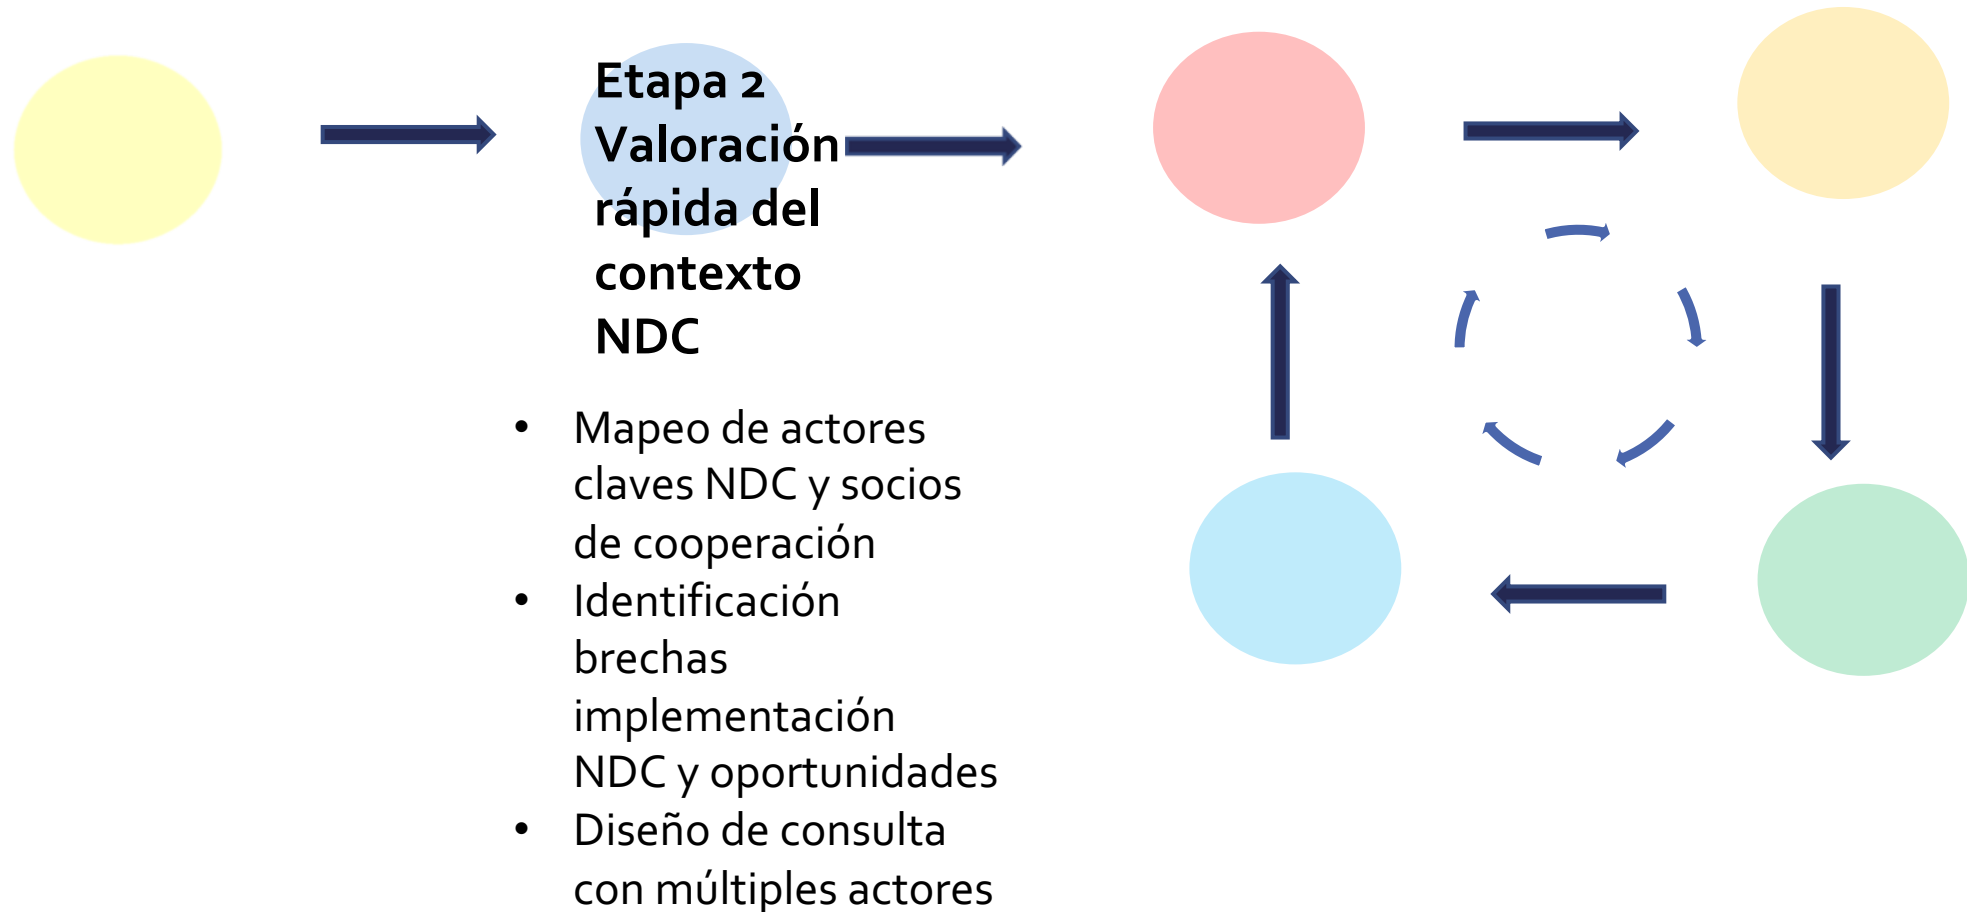 Etapa 2
Valoración
rápida del
contexto
NDC
• Mapeo de actores
claves NDC y socios
de cooperación
• Identificación
brechas
implementación
NDC y oportunidades
• Diseño de consulta
con múltiples actores